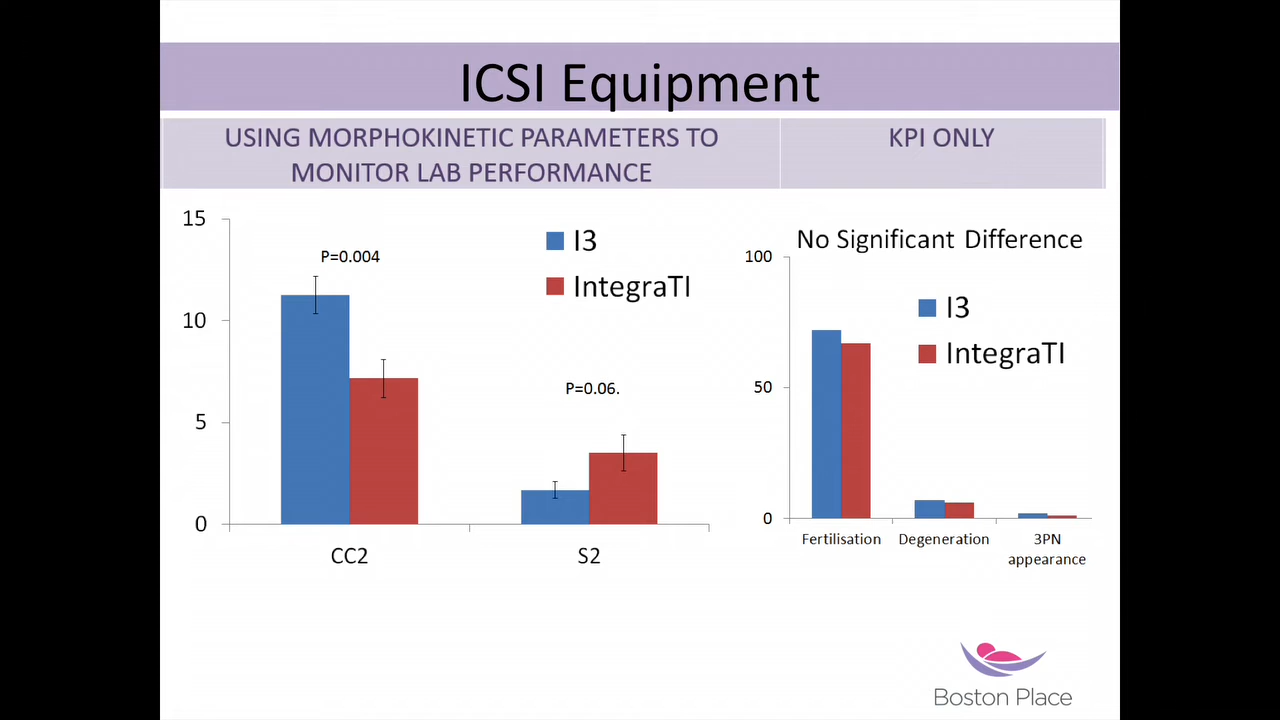 ICSI Equipment
USING MORPHOKINETIC PARAMETERS TO
MONITOR LAB PERFORMANCE
KPI ONLY
15
10
5
0
P=0.004
P=0.06.
I3
IntegraTI
CC2
S2
No Significant Difference
100
50
0
I3
IntegraTI
Fertilisation
Degeneration
3PN
appearance
Boston Place